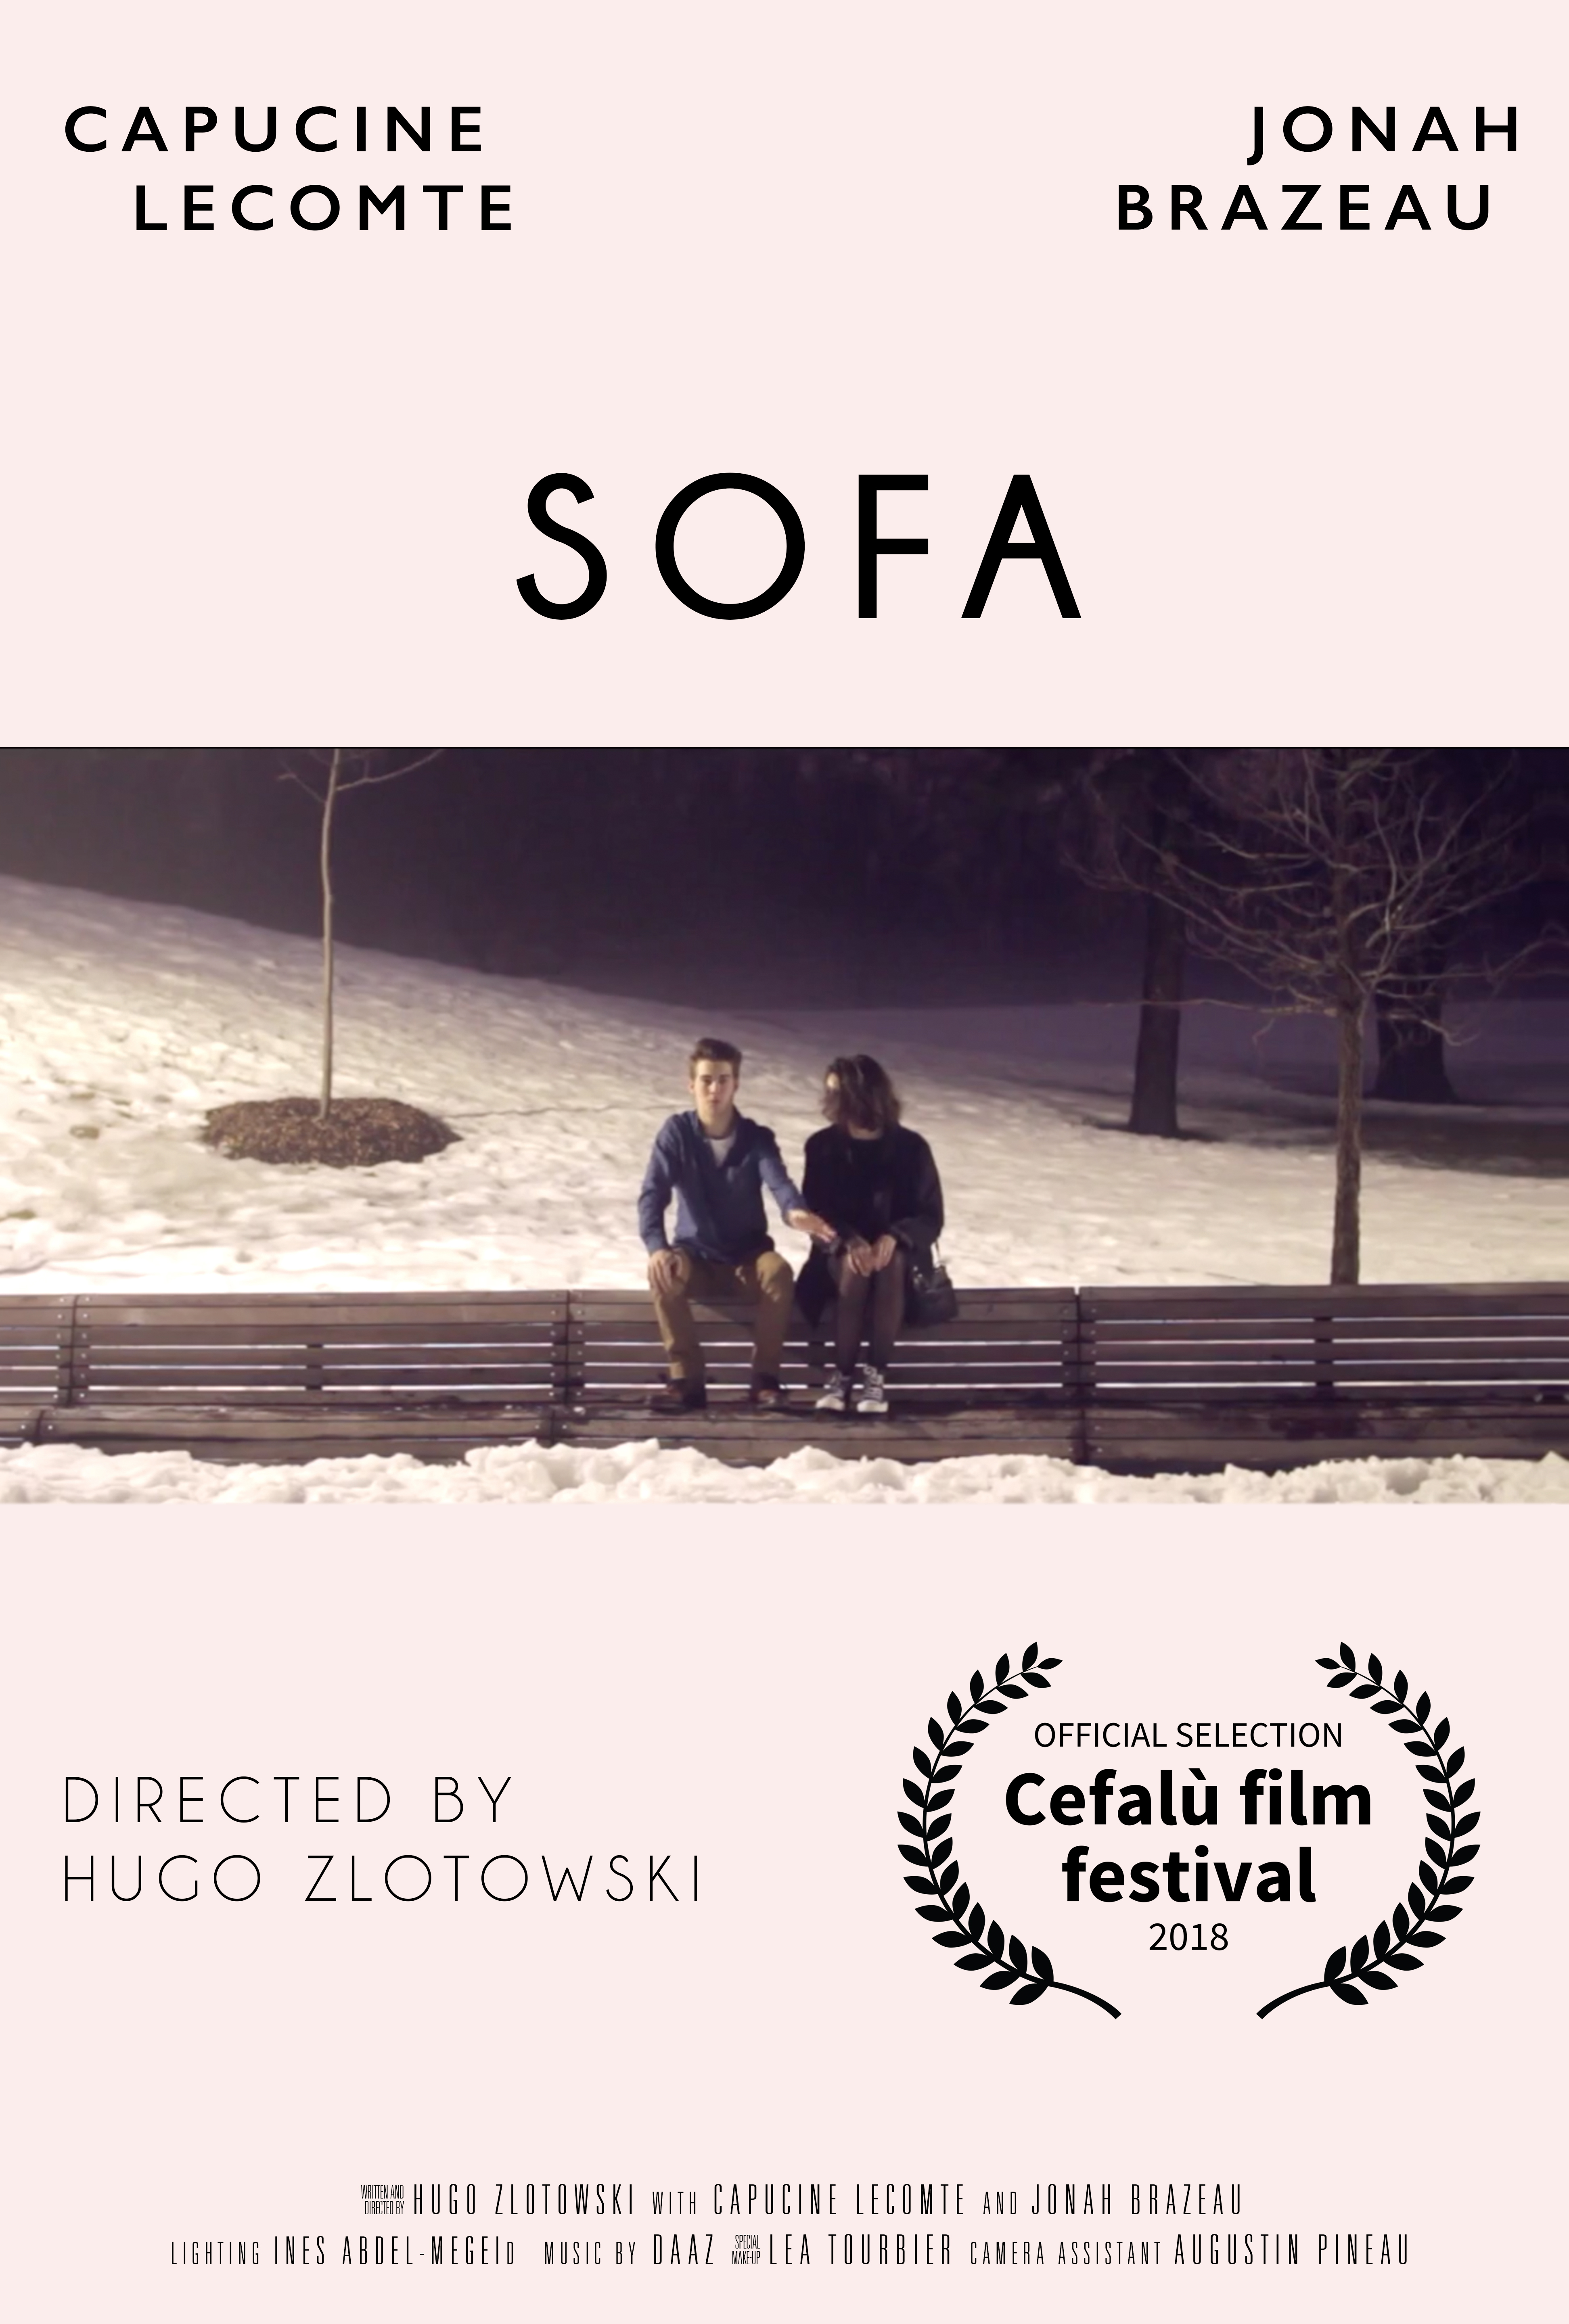 CAPUCINE
LECOMTE
JONAH
BRAZEAU
SOFA
DIRECTED BY
HUGO ZLOTOWSKI
OFFICIAL SELECTION
Cefalù film
festival
2018
WRITTEN AND DIRECTED BY HUGO ZLOTOWSKI WITH CAPUCINE LECOMTE AND JONAH BRAZEAU
LIGHTING INES ABDEL-MEGEID MUSIC BY DAAZ SPECIAL MAKE-UP LEA TOURBIER CAMERA ASSISTANT AUGUSTIN PINEAU